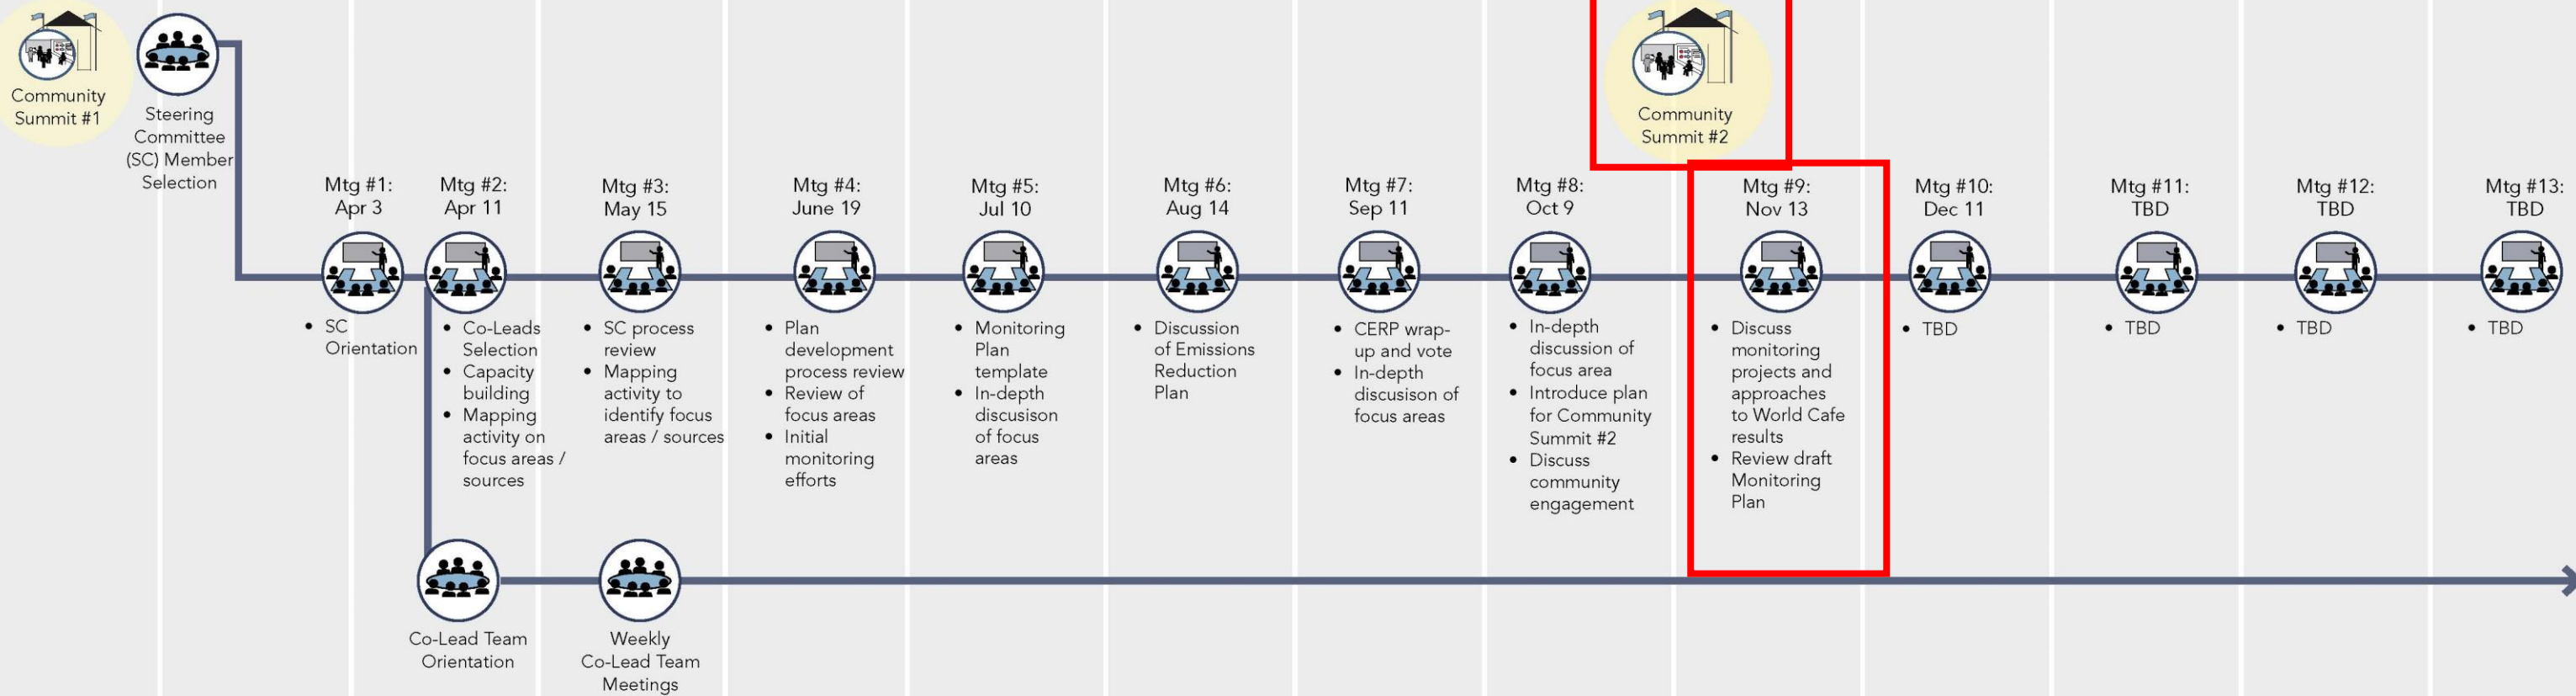 Community
Summit #1
Steering
Committee
(SC) Member
Selection
Community
Summit #2
Mtg #1:
Apr 3
• SC
Orientation
Mtg #2:
Apr 11
• Co-Leads
Selection
• Capacity
building
• Mapping
activity on
focus areas /
sources
Mtg #3:
May 15
• SC process
review
• Mapping
activity to
identify focus
areas / sources
Mtg #4:
June 19
• Plan
development
process review
• Review of
focus areas
• Initial
monitoring
efforts
Mtg #5:
Jul 10
• Monitoring
Plan
template
• In-depth
discusison
of focus
areas
Mtg #6:
Aug 14
• Discussion
of Emissions
Reduction
Plan
Mtg #7:
Sep 11
• CERP wrap-
up and vote
• In-depth
discusison of
focus areas
Mtg #8:
Oct 9
• In-depth
discussion of
focus area
• Introduce plan
for Community
Summit #2
• Discuss
community
engagement
Mtg #9:
Nov 13
• Discuss
monitoring
projects and
approaches
to World Cafe
results
• Review draft
Monitoring
Plan
Mtg #10:
Dec 11
• TBD
Mtg #11:
TBD
• TBD
Mtg #12:
TBD
• TBD
Mtg #13:
TBD
• TBD
Co-Lead Team
Orientation
Weekly
Co-Lead Team
Meetings